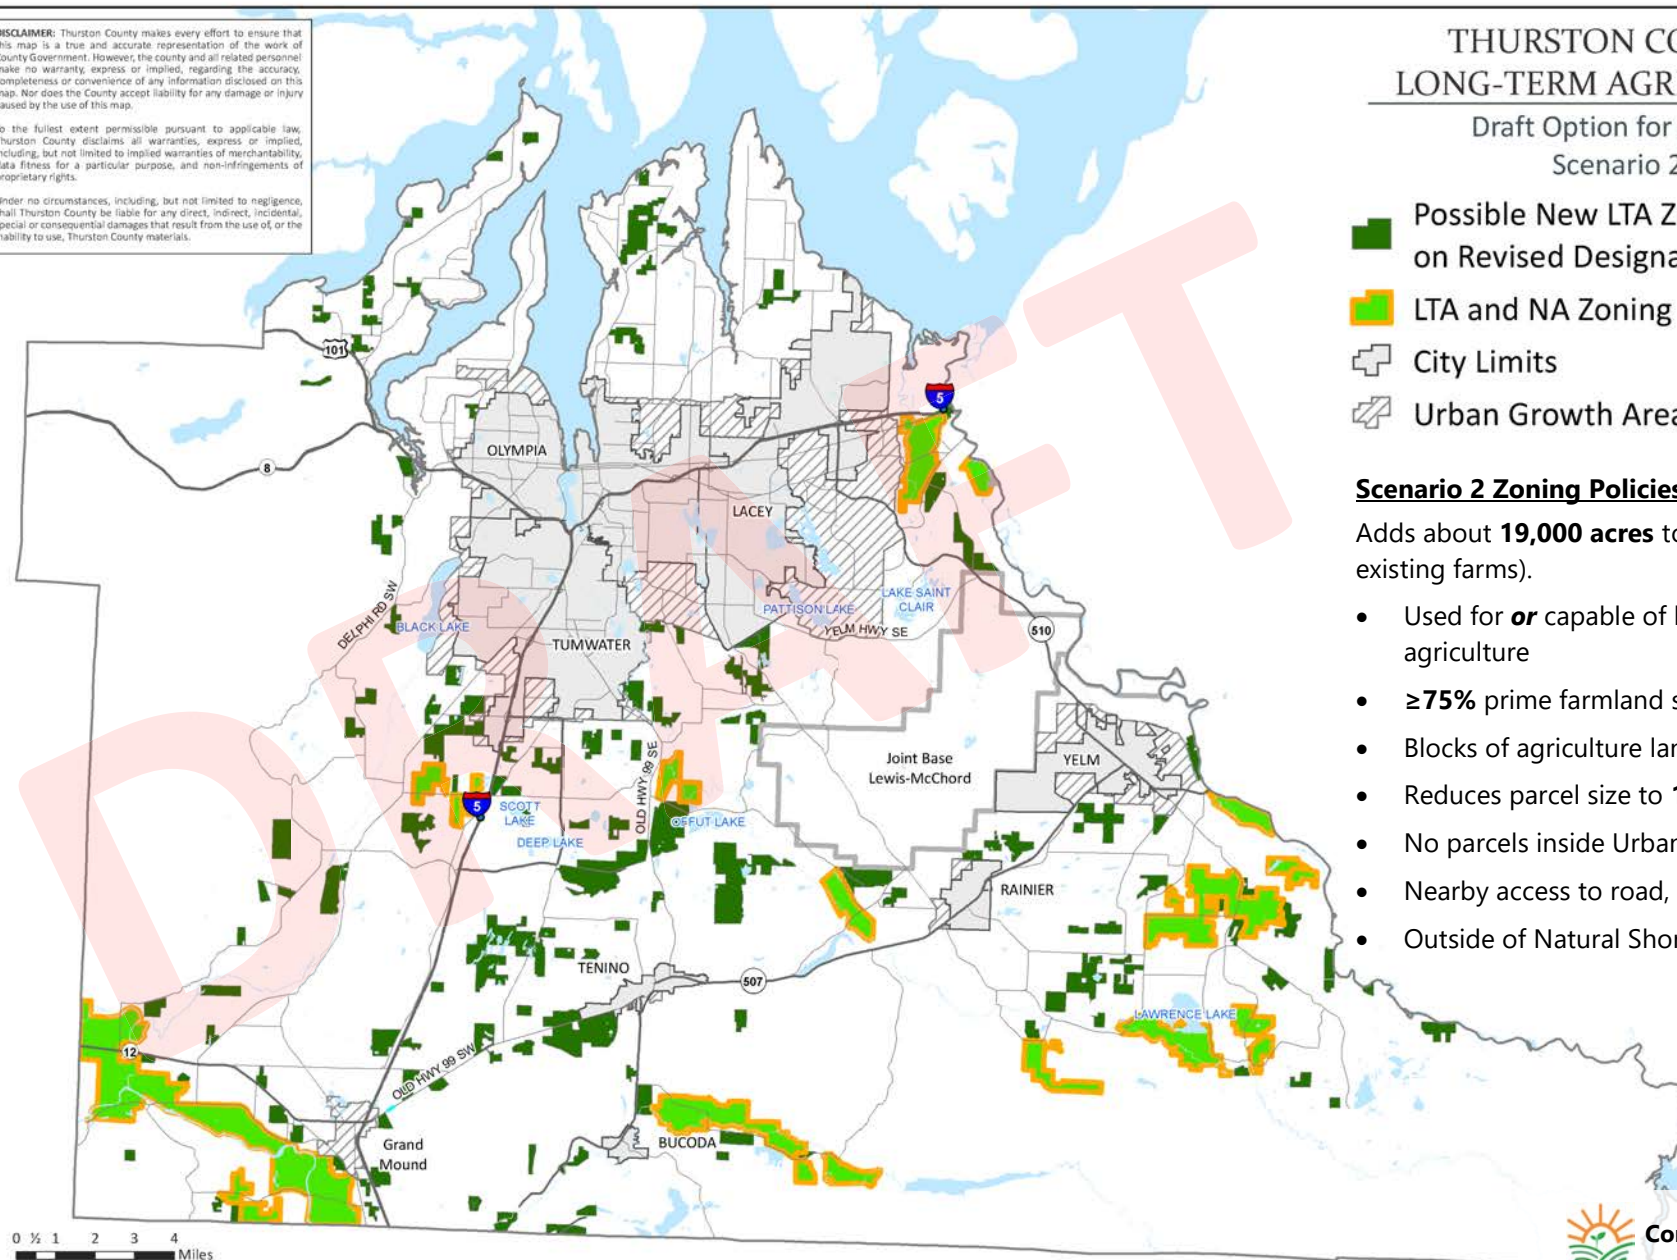 DISCLAIMER: Thurston County makes every effort to ensure that
this map is a true and accurate representation of the work of
County Government. However, the county and all related personnel
make no warranty, express or implied, regarding the accuracy,
completeness or convenience of any information disclosed on this
map. Nor does the County accept liability for any damage or injury
caused by the use of this map.
To the fullest extent permissible pursuant to applicable law,
Thurston County disclaims all warranties, express or implied,
including, but not limited to implied warranties of merchantability,
data fitness for a particular purpose, and non-infringements of
proprietary rights.
Under no circumstances, including, but not limited to negligence,
shall Thurston County be liable for any direct, indirect, incidental,
special or consequential damages that result from the use of, or the
inability to use, Thurston County materials.
THURSTON CO
LONG-TERM AGR
Draft Option for
Scenario 2
Possible New LTA Z
on Revised Designa
LTA and NA Zoning
City Limits
Urban Growth Area
Scenario 2 Zoning Policies
Adds about 19,000 acres to
existing farms).
• Used for or capable of
agriculture
• ≥75% prime farmland s
• Blocks of agriculture lan
• Reduces parcel size to
• No parcels inside Urban
• Nearby access to road,
• Outside of Natural Shor
DRAFT
101
8
5
OLYMPIA
LACEY
PATTISON LAKE
LAKE SAINT
CLAIR
YELM HWY SE
510
DELPHI RD SW
BLACK LAKE
TUMWATER
Joint Base
Lewis-McChord
YELM
OLD HWY 99 SE
5
SCOTT
LAKE
DEEP LAKE
OFFUT LAKE
RAINIER
TENINO
507
LAWRENCE LAKE
12
OLD HWY 99 SW
Grand
Mound
BUCODA
0 ½ 1 2 3 4
Miles
Cou